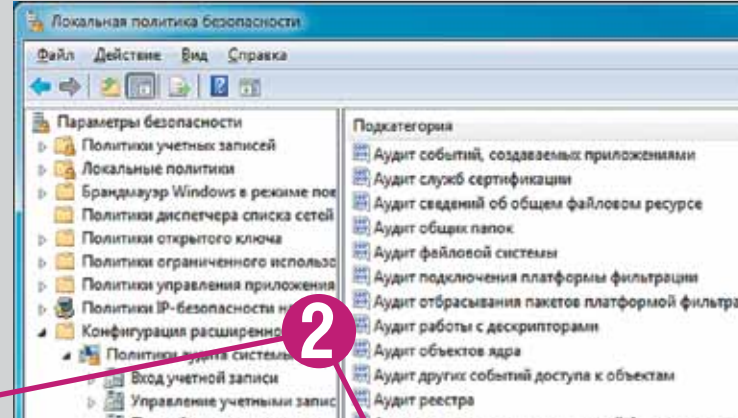 Локальная политика безопасности
Файл Действие Вид Справка
Параметры безопасности
Политики учетных записей
Локальные политики
Брандмауэр Windows в режиме пов
Политики диспетчера списка сетей
Политики открытого ключа
Политики ограниченного использо
Политики управления приложения
Политики IP-безопасности н
Конфигурация расширенно
Политики аудита системы
Вход учетной записи
Управление учетными запис
Подкатегория
Аудит событий, создаваемых приложениями
Аудит служб сертификации
Аудит сведений об общем файловом ресурсе
Аудит общих папок
Аудит файловой системы
Аудит подключения платформы фильтрации
Аудит отбрасывания пакетов платформой фильтра
Аудит работы с дескрипторами
Аудит объектов ядра
Аудит других событий доступа к объектам
Аудит реестра
2